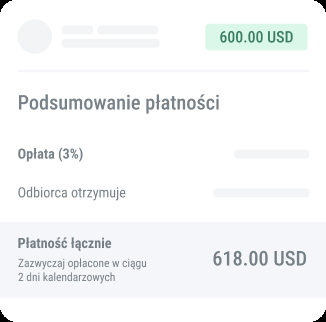 600.00 USD
Podsumowanie płatności
Opłata (3%)
Odbiorca otrzymuje
Płatność łącznie
618.00 USD
Zazwyczaj opłacone w ciągu
2 dni kalendarzowych